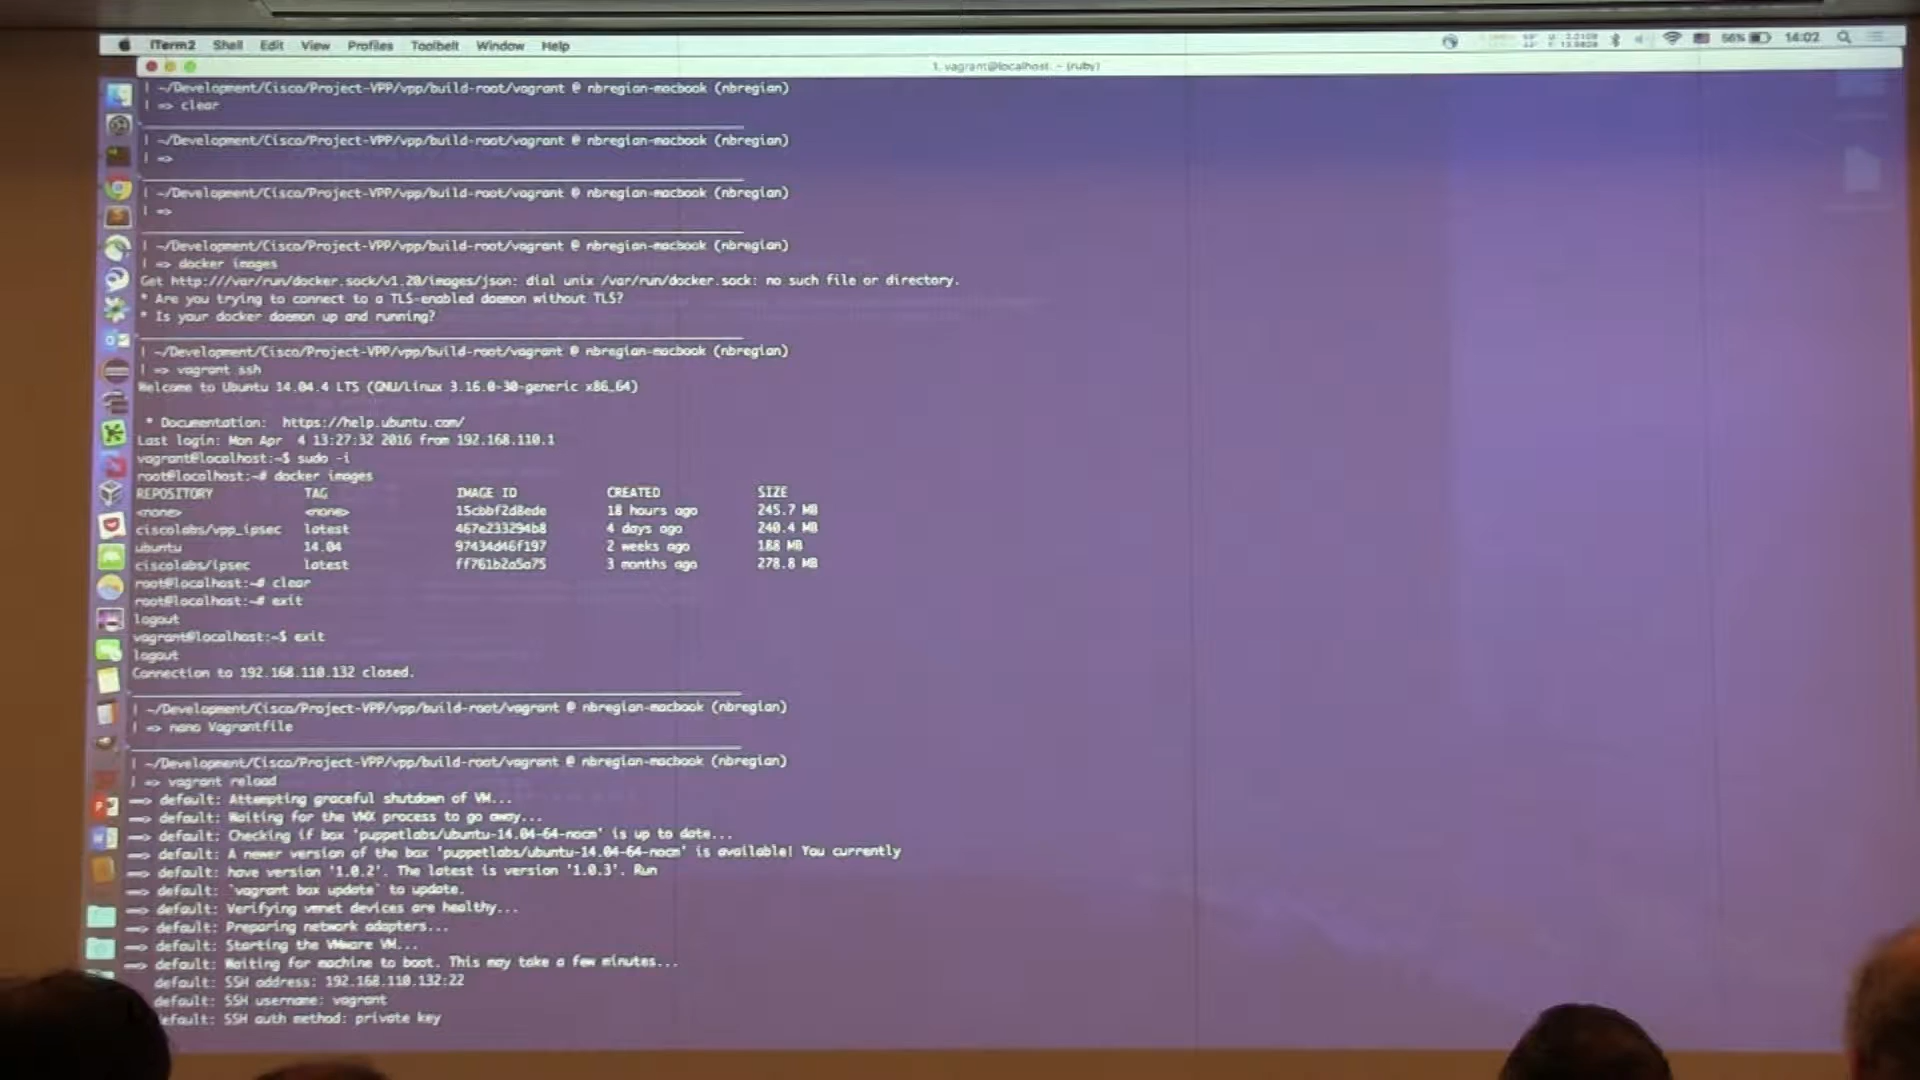 iTerm2 Shell Edit View Profiles Toolbelt Window Help 56% 14:02
1. vagrant@localhost: ~ (ruby)
| ~/Development/Cisco/Project-VPP/vpp/build-root/vagrant @ nbregian-macbook (nbregian)
| => clear
| ~/Development/Cisco/Project-VPP/vpp/build-root/vagrant @ nbregian-macbook (nbregian)
| =>
| ~/Development/Cisco/Project-VPP/vpp/build-root/vagrant @ nbregian-macbook (nbregian)
| =>
| ~/Development/Cisco/Project-VPP/vpp/build-root/vagrant @ nbregian-macbook (nbregian)
| => docker images
Get http:///var/run/docker.sock/v1.20/images/json: dial unix /var/run/docker.sock: no such file or directory.
* Are you trying to connect to a TLS-enabled daemon without TLS?
* Is your docker daemon up and running?
| ~/Development/Cisco/Project-VPP/vpp/build-root/vagrant @ nbregian-macbook (nbregian)
| => vagrant ssh
Welcome to Ubuntu 14.04.4 LTS (GNU/Linux 3.16.0-30-generic x86_64)
* Documentation: https://help.ubuntu.com/
Last login: Mon Apr 4 13:27:32 2016 from 192.168.110.1
vagrant@localhost:~$ sudo -i
root@localhost:~# docker images
REPOSITORY TAG IMAGE ID CREATED SIZE
<none> <none> 15cbbf2d8ede 18 hours ago 245.7 MB
ciscolabs/vpp_ipsec latest 467e233294b8 4 days ago 240.4 MB
ubuntu 14.04 97434d46f197 2 weeks ago 188 MB
ciscolabs/ipsec latest ff761b2a5a75 3 months ago 278.8 MB
root@localhost:~# clear
root@localhost:~# exit
logout
vagrant@localhost:~$ exit
logout
Connection to 192.168.110.132 closed.
| ~/Development/Cisco/Project-VPP/vpp/build-root/vagrant @ nbregian-macbook (nbregian)
| => nano Vagrantfile
| ~/Development/Cisco/Project-VPP/vpp/build-root/vagrant @ nbregian-macbook (nbregian)
| => vagrant reload
==> default: Attempting graceful shutdown of VM...
==> default: Waiting for the VMX process to go away...
==> default: Checking if box 'puppetlabs/ubuntu-14.04-64-nocm' is up to date...
==> default: A newer version of the box 'puppetlabs/ubuntu-14.04-64-nocm' is available! You currently
==> default: have version '1.0.2'. The latest is version '1.0.3'. Run
==> default: `vagrant box update` to update.
==> default: Verifying vmnet devices are healthy...
==> default: Preparing network adapters...
==> default: Starting the VMware VM...
==> default: Waiting for machine to boot. This may take a few minutes...
default: SSH address: 192.168.110.132:22
default: SSH username: vagrant
efault: SSH auth method: private key